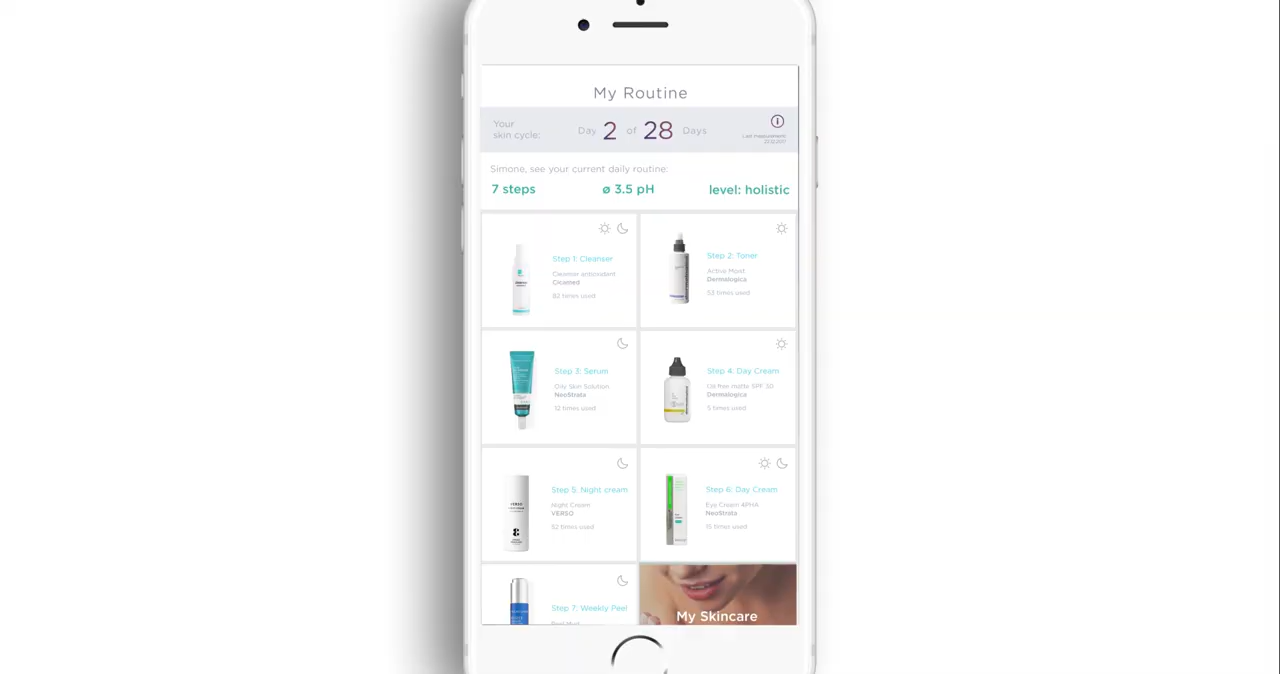 My Routine
Your
skin cycle:
Day 2 of 28 Days
Last measurement:
Simone, see your current daily routine:
7 steps
ø 3.5 pH
level: holistic
Step 1: Cleanser
Cleanser antioxidant
Cicamed
82 times used
Step 2: Toner
Active Moist
Dermalogica
53 times used
Step 3: Serum
Oily Skin Solution
NeoStrata
12 times used
Step 4: Day Cream
Oil free matte SPF 30
Dermalogica
5 times used
VERSO
Step 5: Night cream
Night Cream
VERSO
52 times used
Step 6: Day Cream
Eye Cream 4PHA
NeoStrata
15 times used
Step 7: Weekly Peel
My Skincare